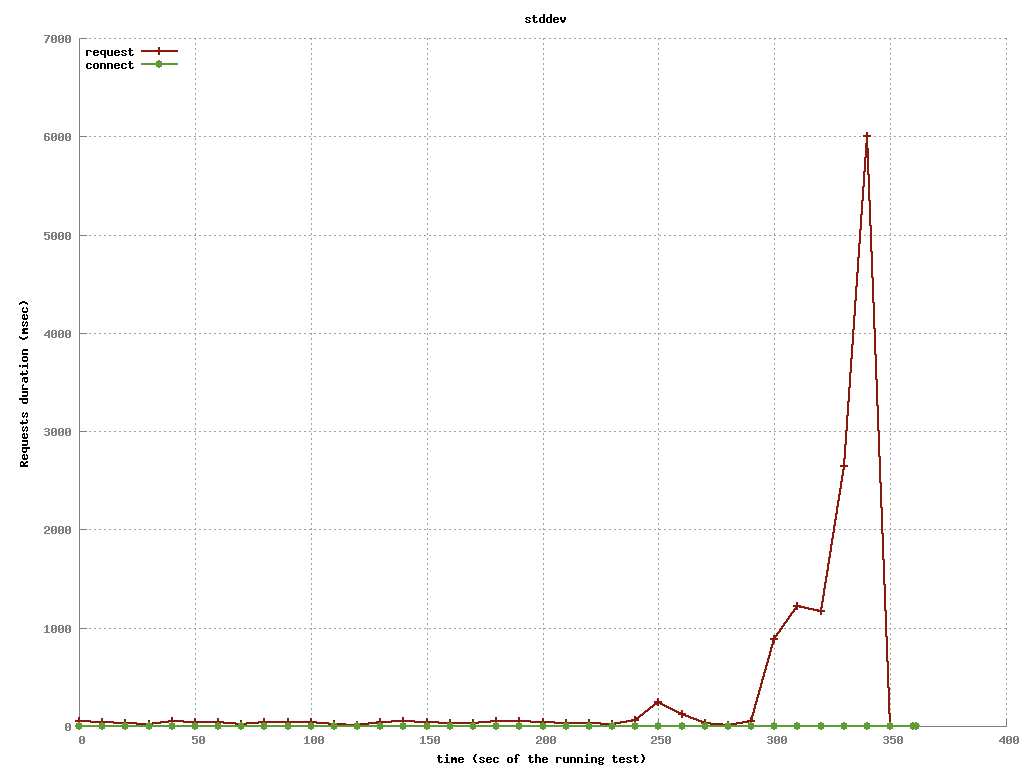 stddev
7000
request
connect
6000
5000
4000
Requests duration (msec)
3000
2000
1000
0
0 50 100 150 200 250 300 350 400
time (sec of the running test)